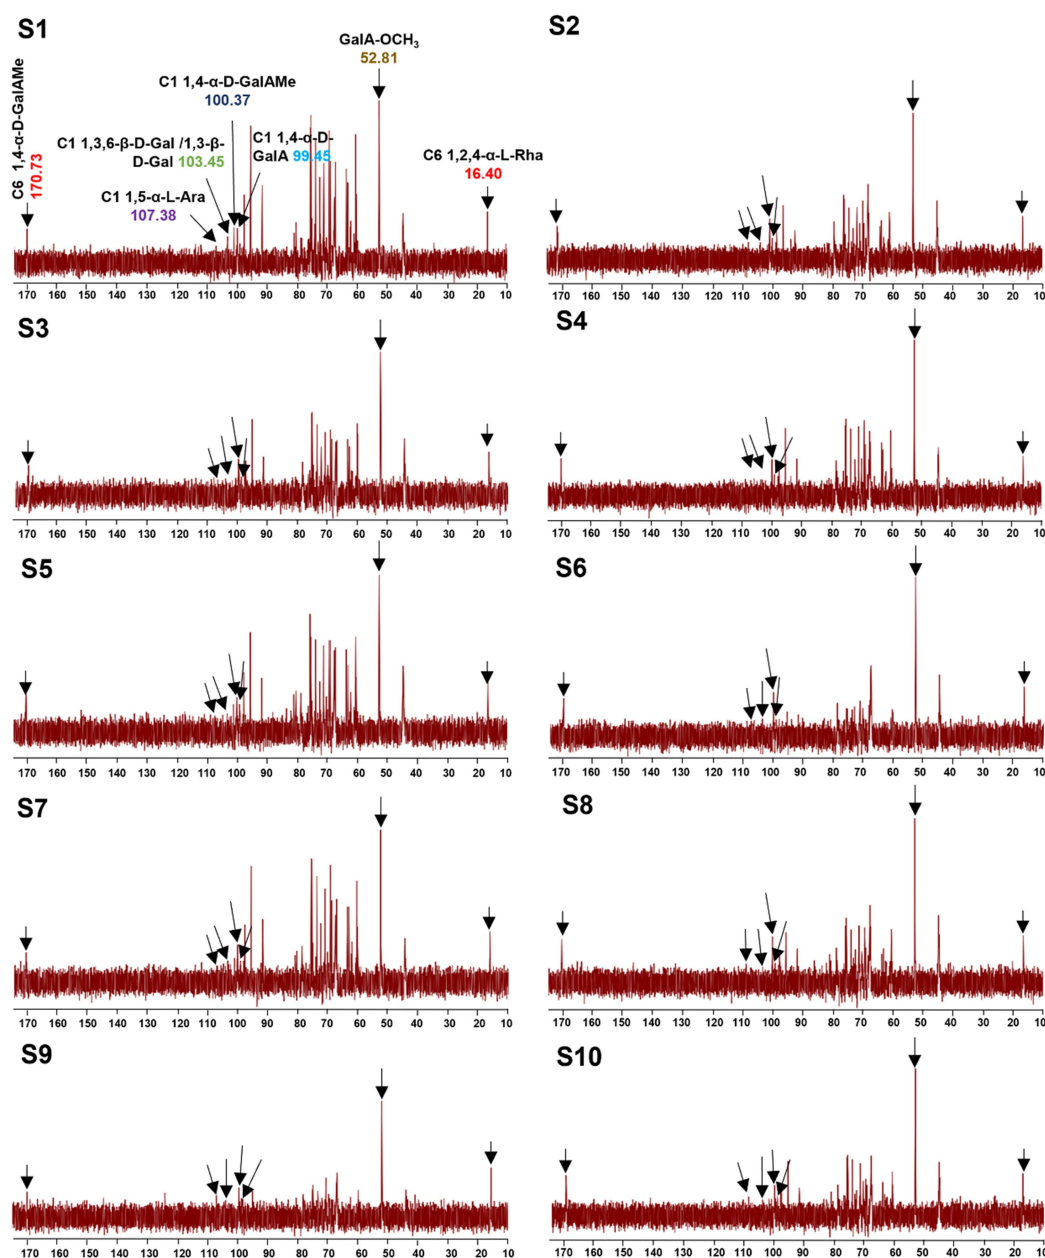 S1
S2
GalA-OCH₃
52.81
C6 1,4-α-D-GalAMe
170.73
C1 1,4-α-D-GalAMe
100.37
C1 1,3,6-β-D-Gal /1,3-β-
D-Gal 103.45
C1 1,4-α-D-
GalA 99.45
C6 1,2,4-α-L-Rha
16.40
C1 1,5-α-L-Ara
107.38
170 160 150 140 130 120 110 100 90 80 70 60 50 40 30 20 10
170 160 150 140 130 120 110 100 90 80 70 60 50 40 30 20 10
S3
S4
170 160 150 140 130 120 110 100 90 80 70 60 50 40 30 20 10
170 160 150 140 130 120 110 100 90 80 70 60 50 40 30 20 10
S5
S6
170 160 150 140 130 120 110 100 90 80 70 60 50 40 30 20 10
170 160 150 140 130 120 110 100 90 80 70 60 50 40 30 20 10
S7
S8
170 160 150 140 130 120 110 100 90 80 70 60 50 40 30 20 10
170 160 150 140 130 120 110 100 90 80 70 60 50 40 30 20 10
S9
S10
170 160 150 140 130 120 110 100 90 80 70 60 50 40 30 20 10
170 160 150 140 130 120 110 100 90 80 70 60 50 40 30 20